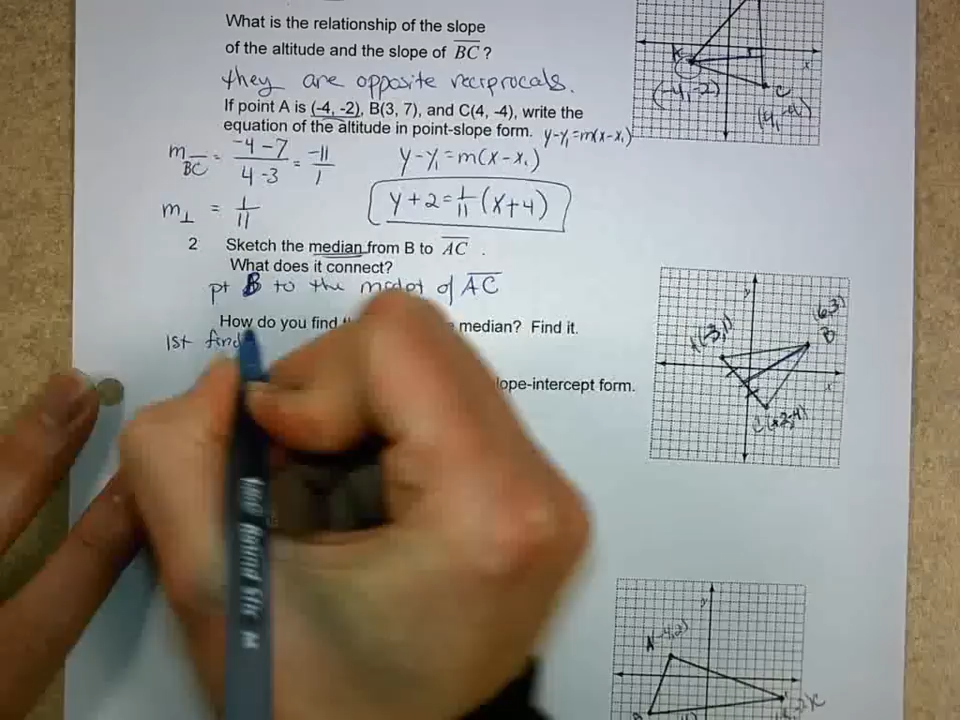 What is the relationship of the slope
of the altitude and the slope of BC ?
they are opposite reciprocals.
If point A is (-4, -2), B(3, 7), and C(4, -4), write the
equation of the altitude in point-slope form. y-y₁=m(x-x₁)
m BC = -4-7 / 4-3 = -11 / 1
y-y₁=m(x-x₁)
m⊥ = 1/11
y+2=1/11(x+4)
2 Sketch the median from B to AC .
What does it connect?
pt B to the midpt of AC
How do you find median? Find it.
1st find
lope-intercept form.
(-4,-2)
C
x
y
(6,3)
B
(-3,1)
x
C
y
A